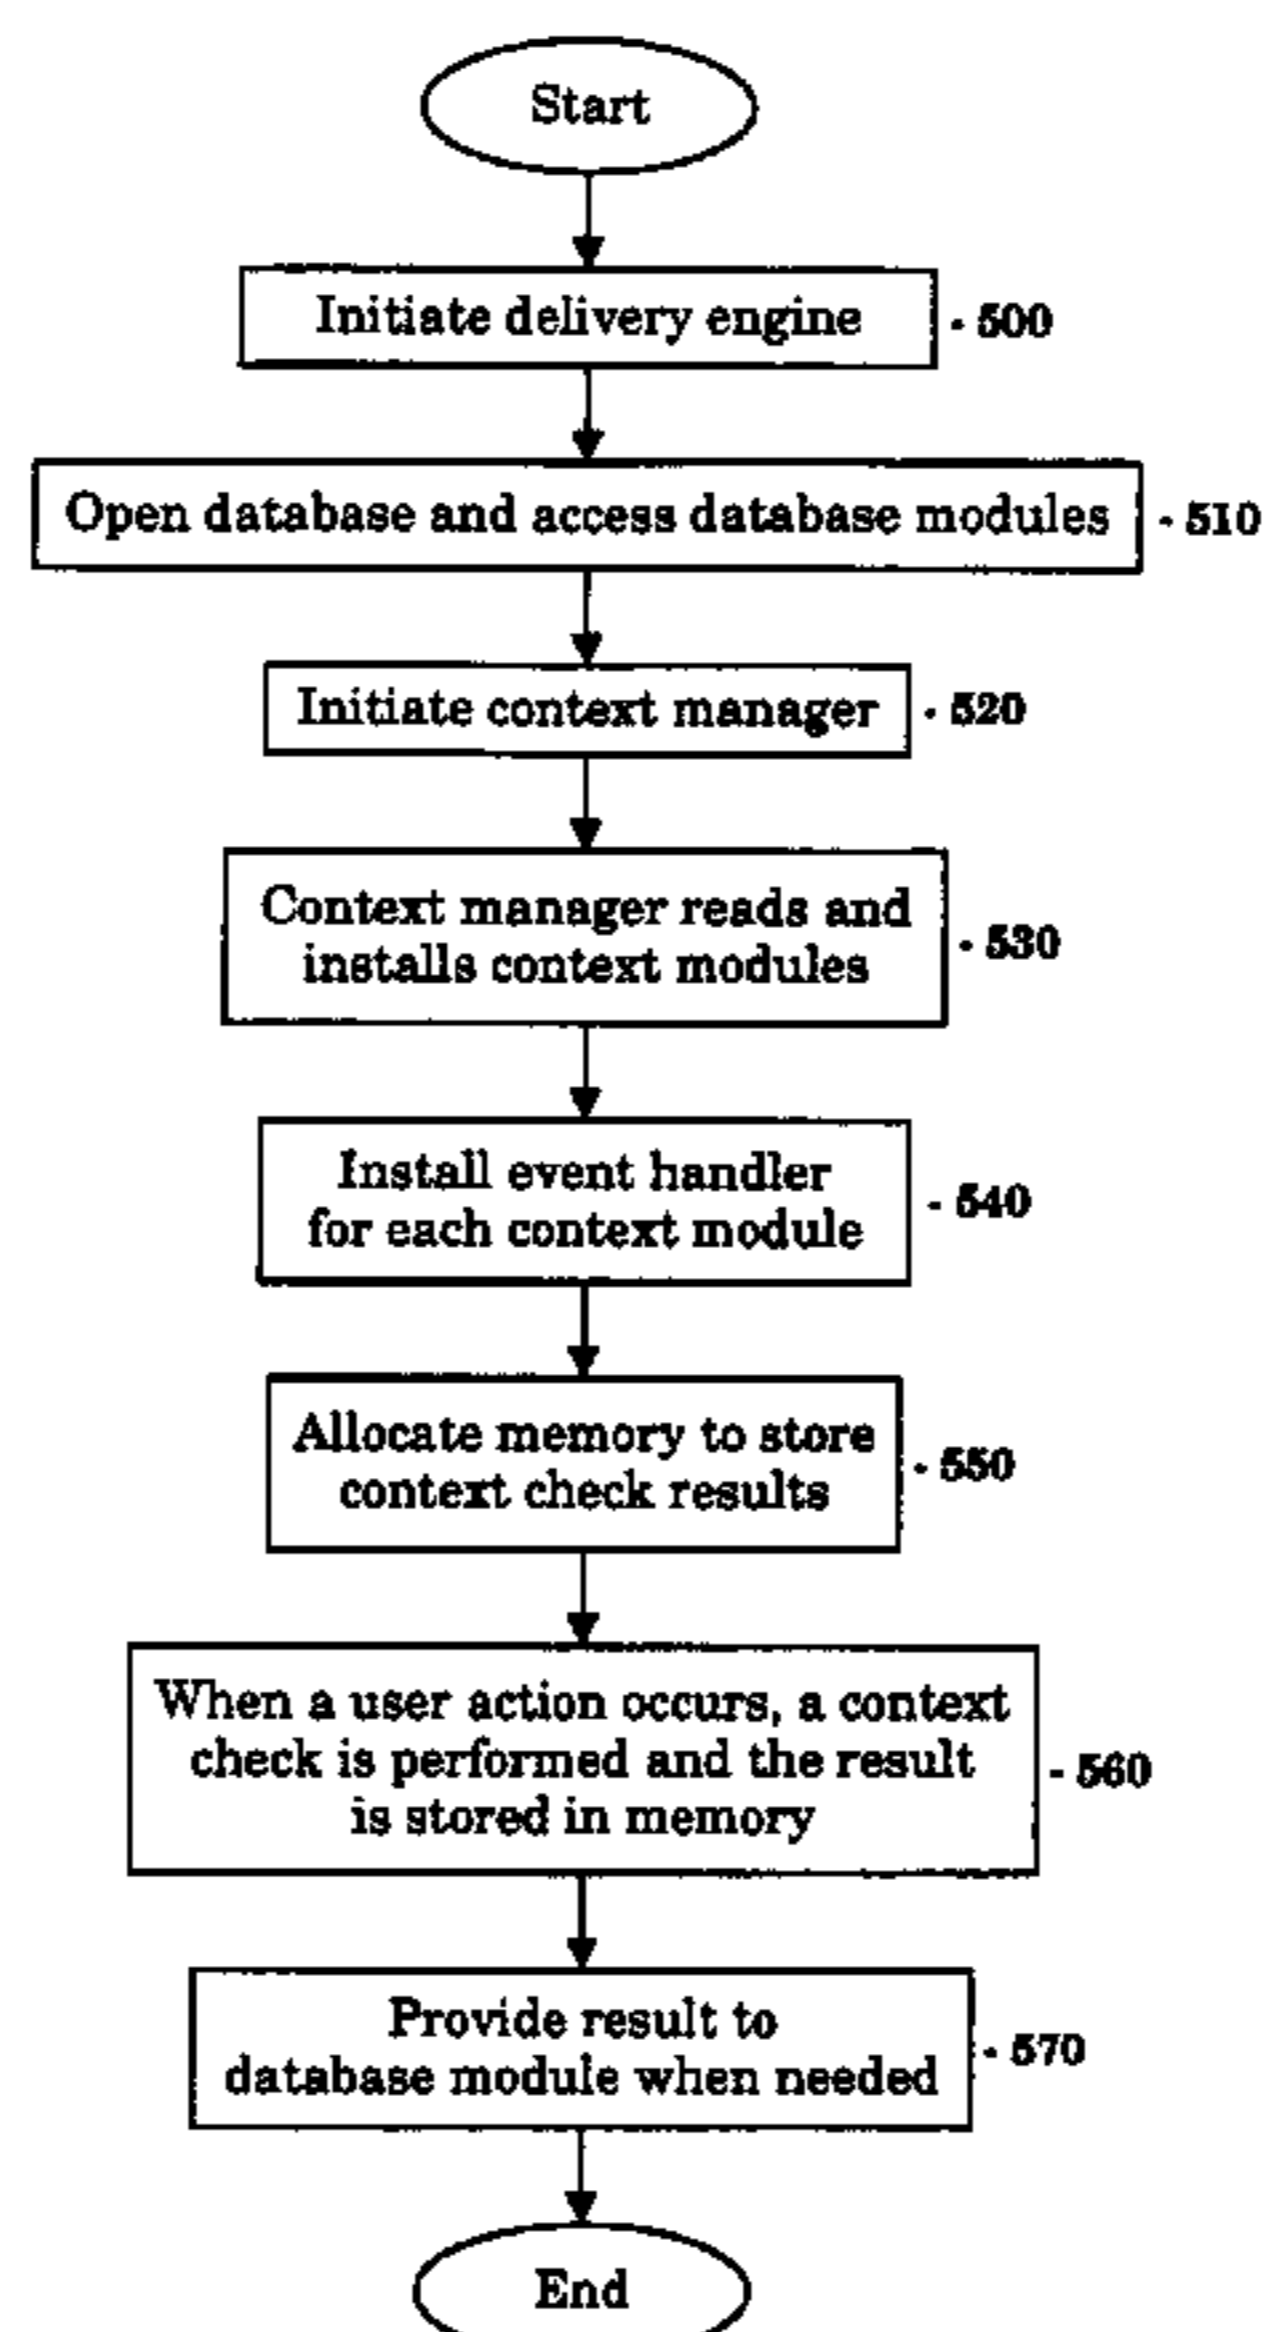 Start
Initiate delivery engine
- 500
Open database and access database modules
- 510
Initiate context manager
- 520
Context manager reads and
installs context modules
- 530
Install event handler
for each context module
- 540
Allocate memory to store
context check results
- 550
When a user action occurs, a context
check is performed and the result
is stored in memory
- 560
Provide result to
database module when needed
- 570
End